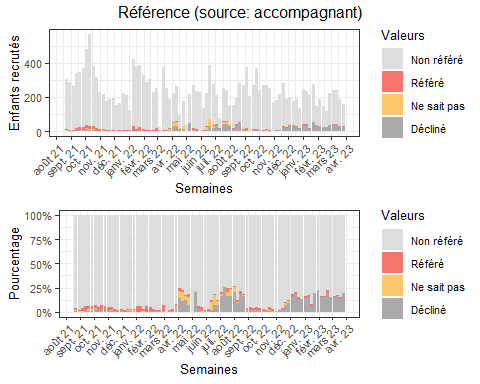 Référence (source: accompagnant)
Enfants recrutés
400
200
0
août 21
sept. 21
oct. 21
nov. 21
déc. 21
janv. 22
févr. 22
mars 22
avr. 22
mai 22
juin 22
juil. 22
août 22
sept. 22
oct. 22
nov. 22
déc. 22
janv. 23
févr. 23
mars 23
avr. 23
Semaines
Valeurs
Non référé
Référé
Ne sait pas
Décliné
Pourcentage
100%
75%
50%
25%
0%
août 21
sept. 21
oct. 21
nov. 21
déc. 21
janv. 22
févr. 22
mars 22
avr. 22
mai 22
juin 22
juil. 22
août 22
sept. 22
oct. 22
nov. 22
déc. 22
janv. 23
févr. 23
mars 23
avr. 23
Semaines
Valeurs
Non référé
Référé
Ne sait pas
Décliné